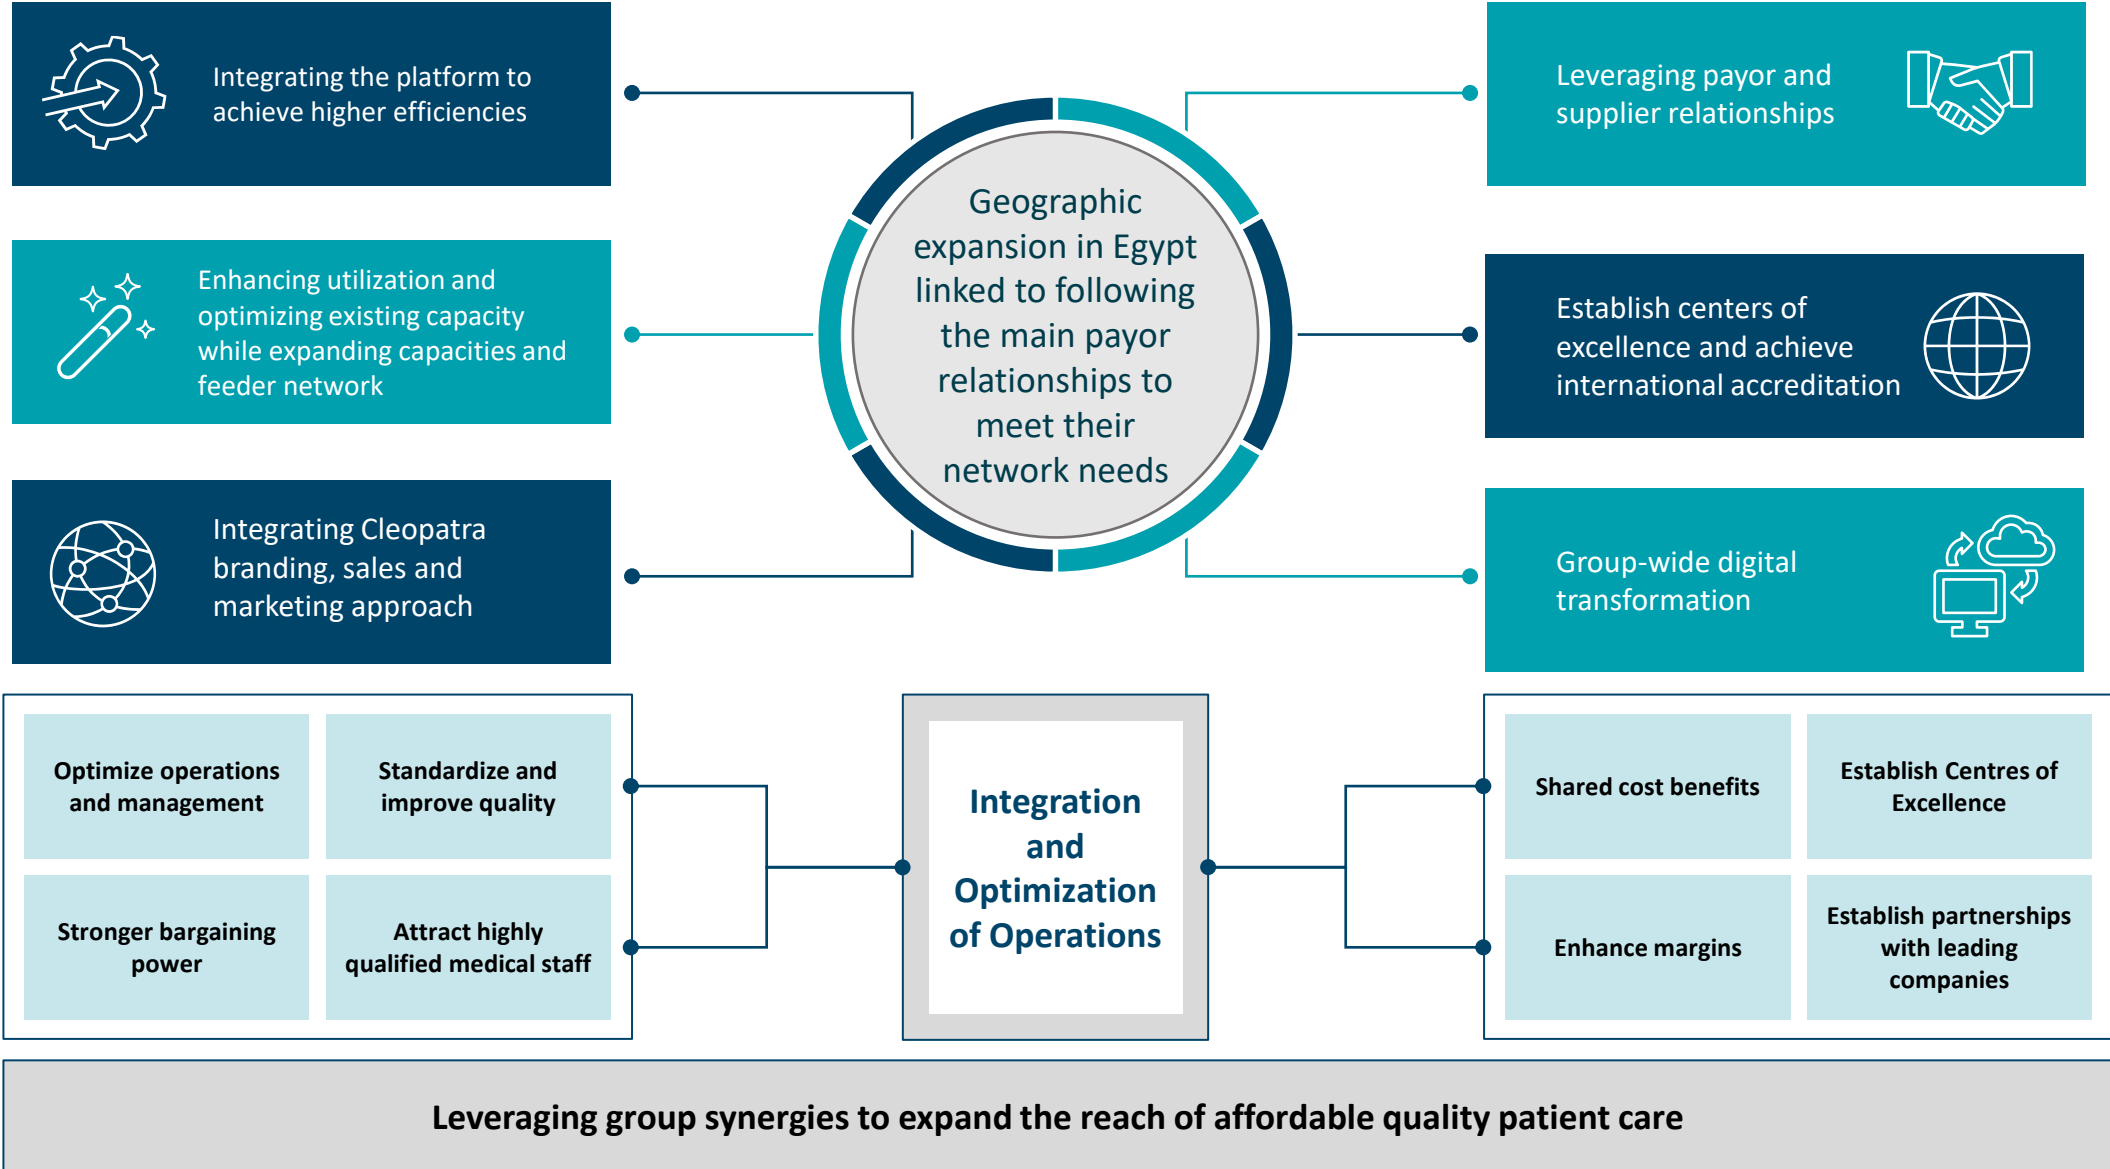 Integrating the platform to
achieve higher efficiencies
Enhancing utilization and
optimizing existing capacity
while expanding capacities and
feeder network
Integrating Cleopatra
branding, sales and
marketing approach
Geographic
expansion in Egypt
linked to following
the main payor
relationships to
meet their
network needs
Leveraging payor and
supplier relationships
Establish centers of
excellence and achieve
international accreditation
Group-wide digital
transformation
Optimize operations
and management
Standardize and
improve quality
Stronger bargaining
power
Attract highly
qualified medical staff
Integration
and
Optimization
of Operations
Shared cost benefits
Establish Centres of
Excellence
Enhance margins
Establish partnerships
with leading
companies
Leveraging group synergies to expand the reach of affordable quality patient care